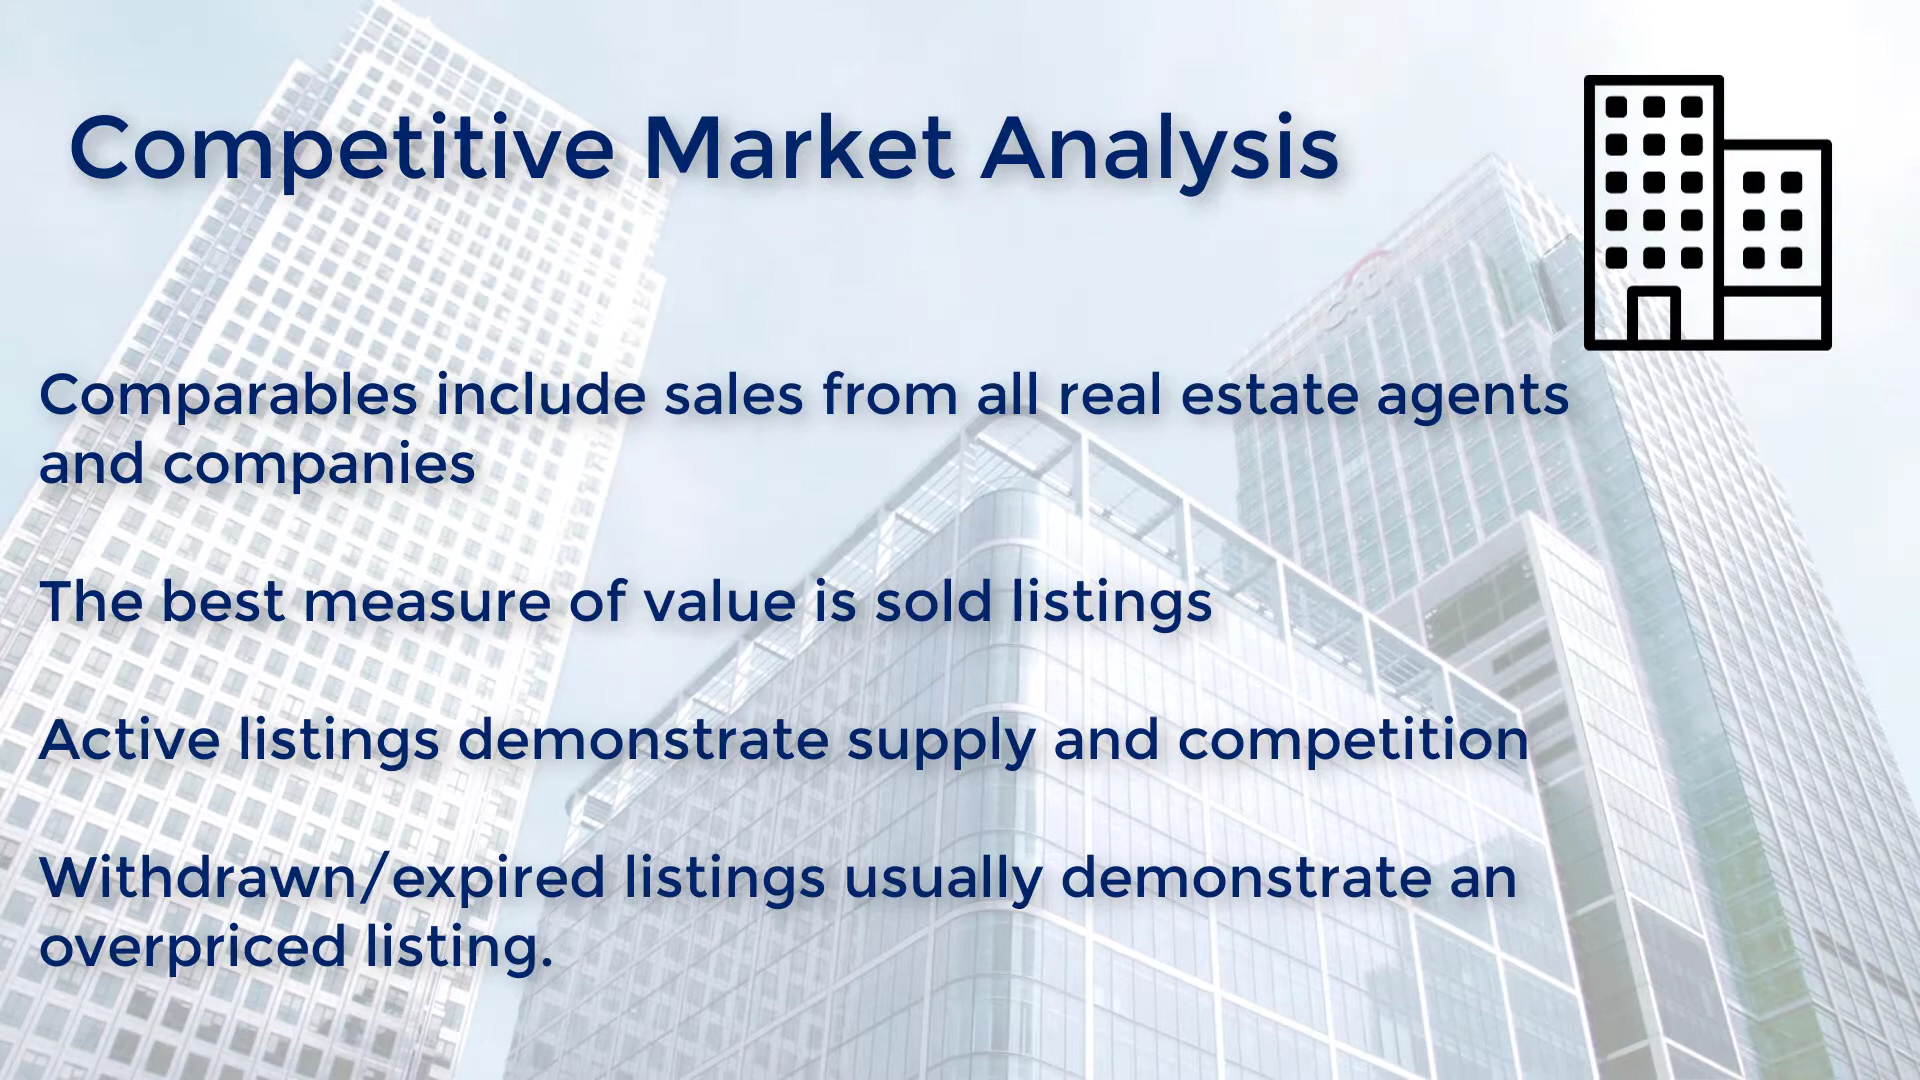 Competitive Market Analysis
Comparables include sales from all real estate agents
and companies
The best measure of value is sold listings
Active listings demonstrate supply and competition
Withdrawn/expired listings usually demonstrate an
overpriced listing.